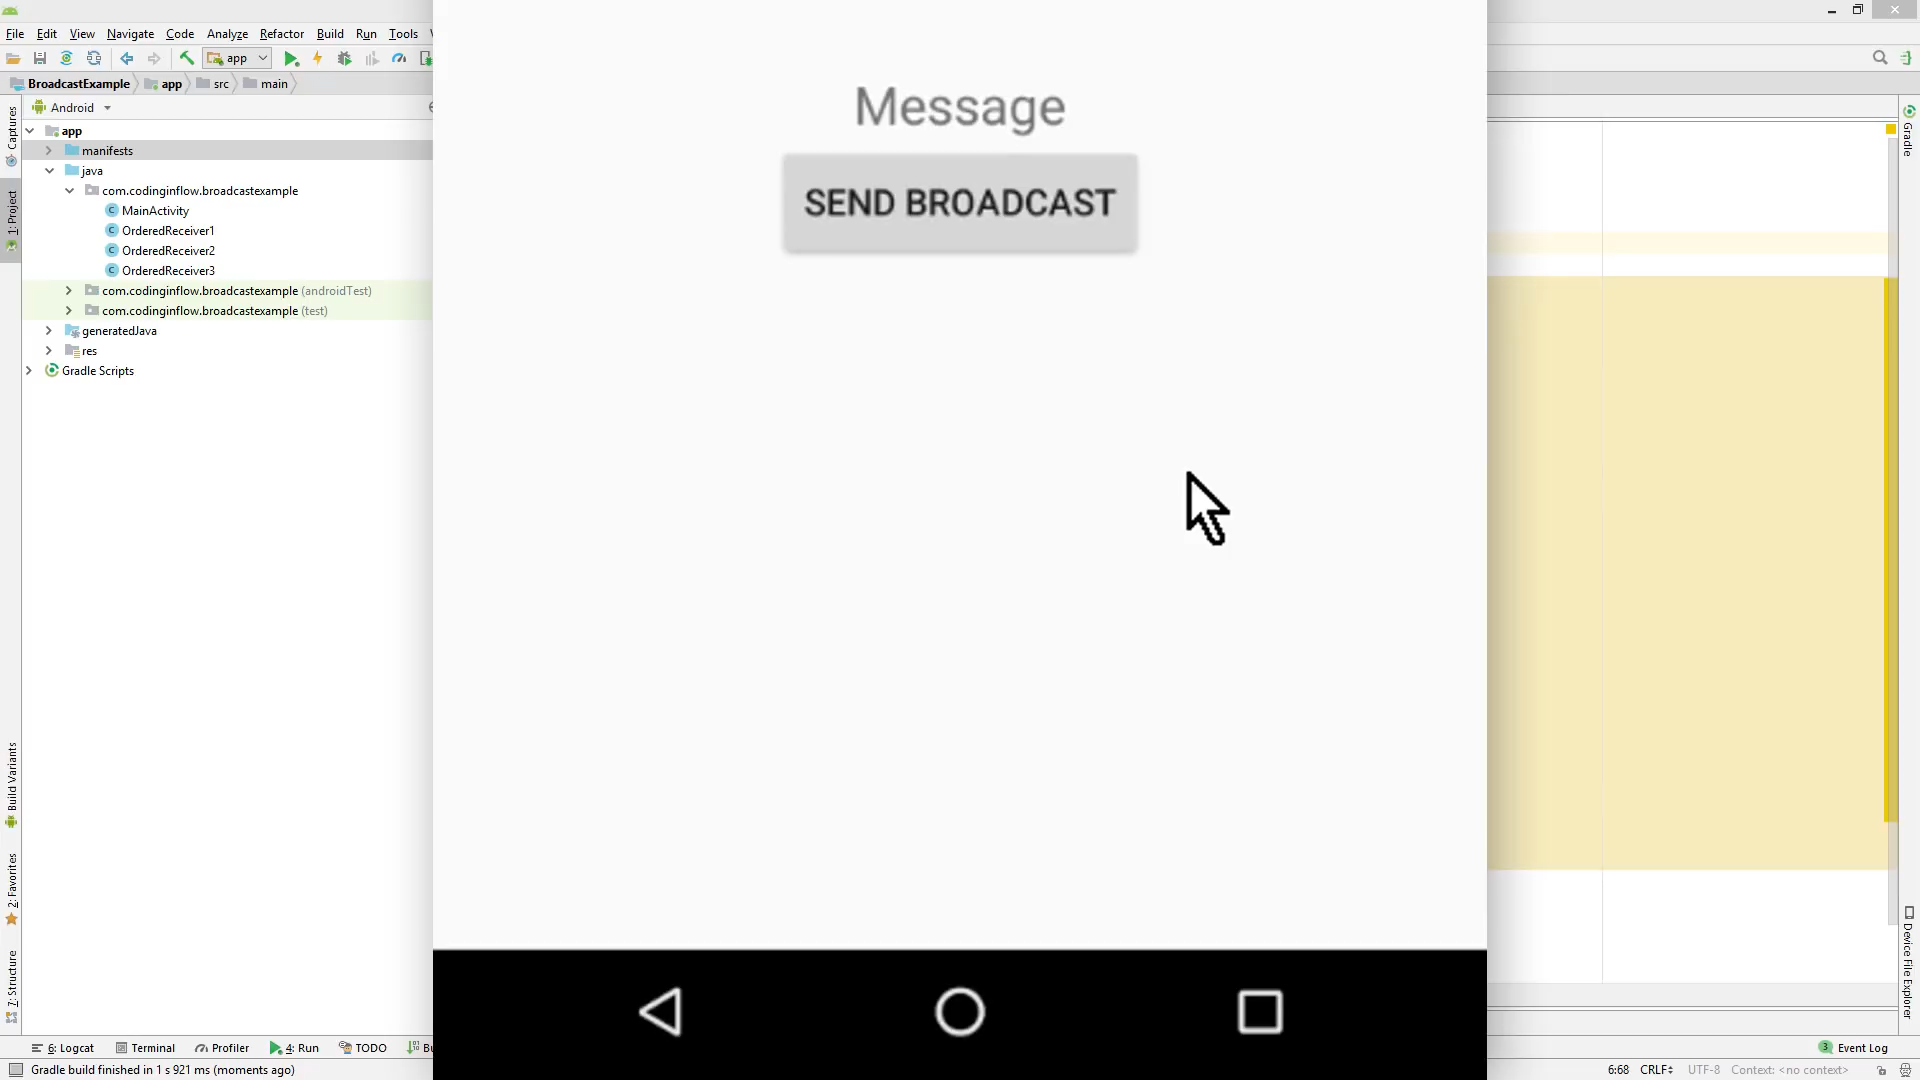 File Edit View Navigate Code Analyze Refactor Build Run Tools
app
BroadcastExample app src main
Android
app
manifests
java
com.codinginflow.broadcastexample
MainActivity
OrderedReceiver1
OrderedReceiver2
OrderedReceiver3
com.codinginflow.broadcastexample (androidTest)
com.codinginflow.broadcastexample (test)
generatedJava
res
Gradle Scripts
Captures
1: Project
Build Variants
2: Favorites
7: Structure
Message
SEND BROADCAST
Gradle
Device File Explorer
6: Logcat Terminal Profiler 4: Run TODO Bu
3 Event Log
Gradle build finished in 1 s 921 ms (moments ago)
6:68 CRLF UTF-8 Context: <no context>